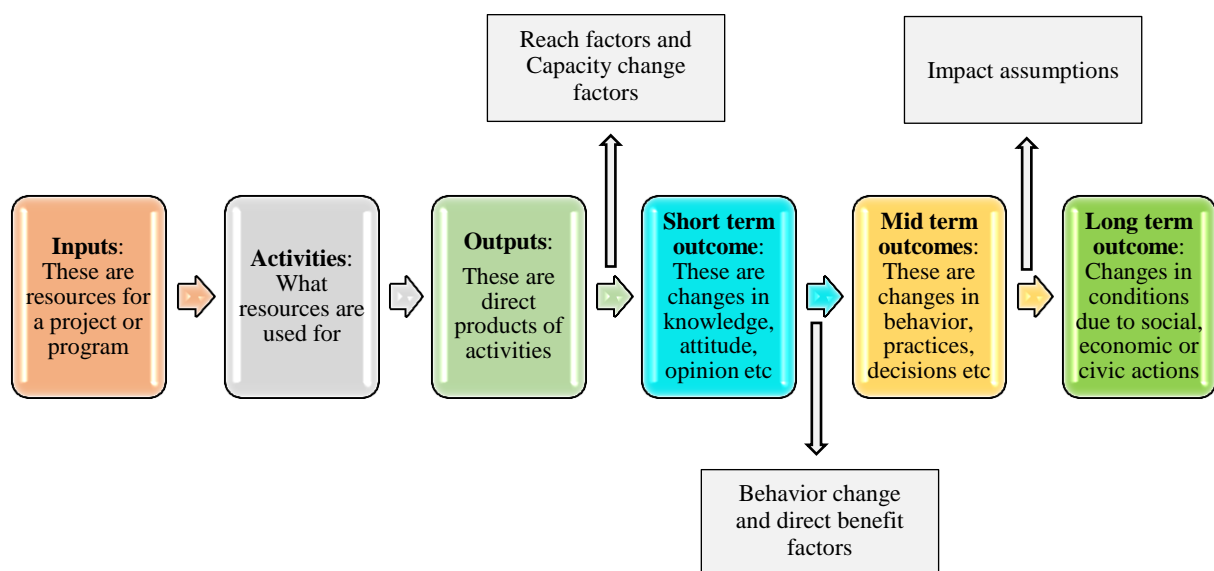 Reach factors and
Capacity change
factors
Impact assumptions
Inputs:
These are
resources for
a project or
program
Activities:
What
resources are
used for
Outputs:
These are
direct
products of
activities
Short term
outcome:
These are
changes in
knowledge,
attitude,
opinion etc
Mid term
outcomes:
These are
changes in
behavior,
practices,
decisions etc
Long term
outcome:
Changes in
conditions
due to social,
economic or
civic actions
Behavior change
and direct benefit
factors